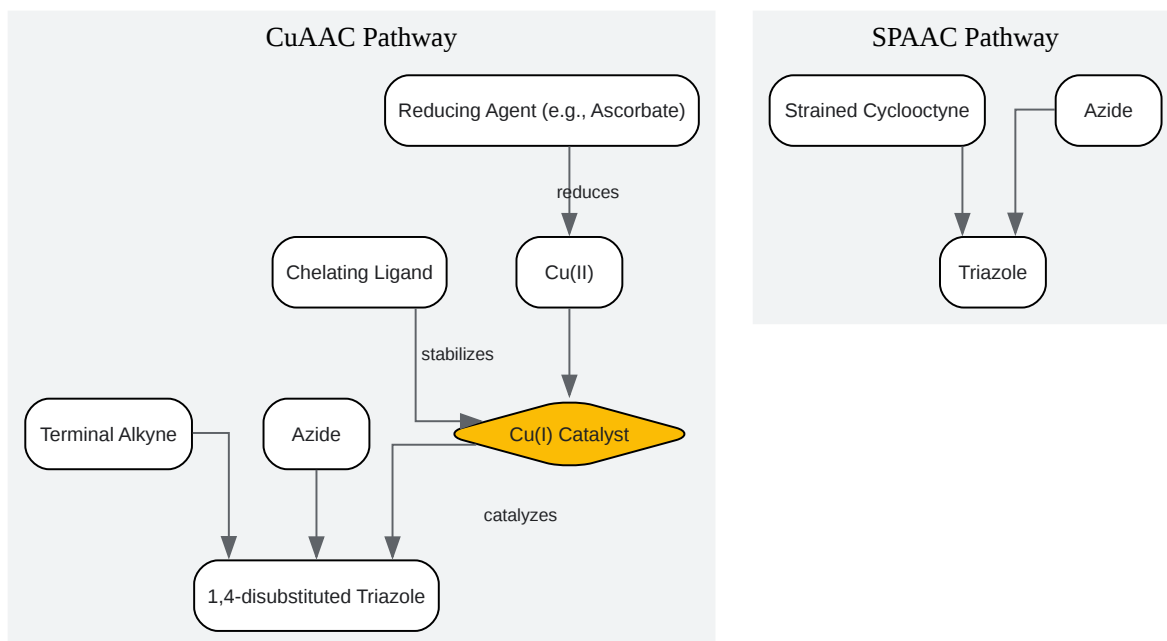 CuAAC Pathway
SPAAC Pathway
Reducing Agent (e.g., Ascorbate)
Strained Cyclooctyne
Azide
reduces
Chelating Ligand
Cu(II)
Triazole
stabilizes
Terminal Alkyne
Azide
Cu(I) Catalyst
catalyzes
1,4-disubstituted Triazole